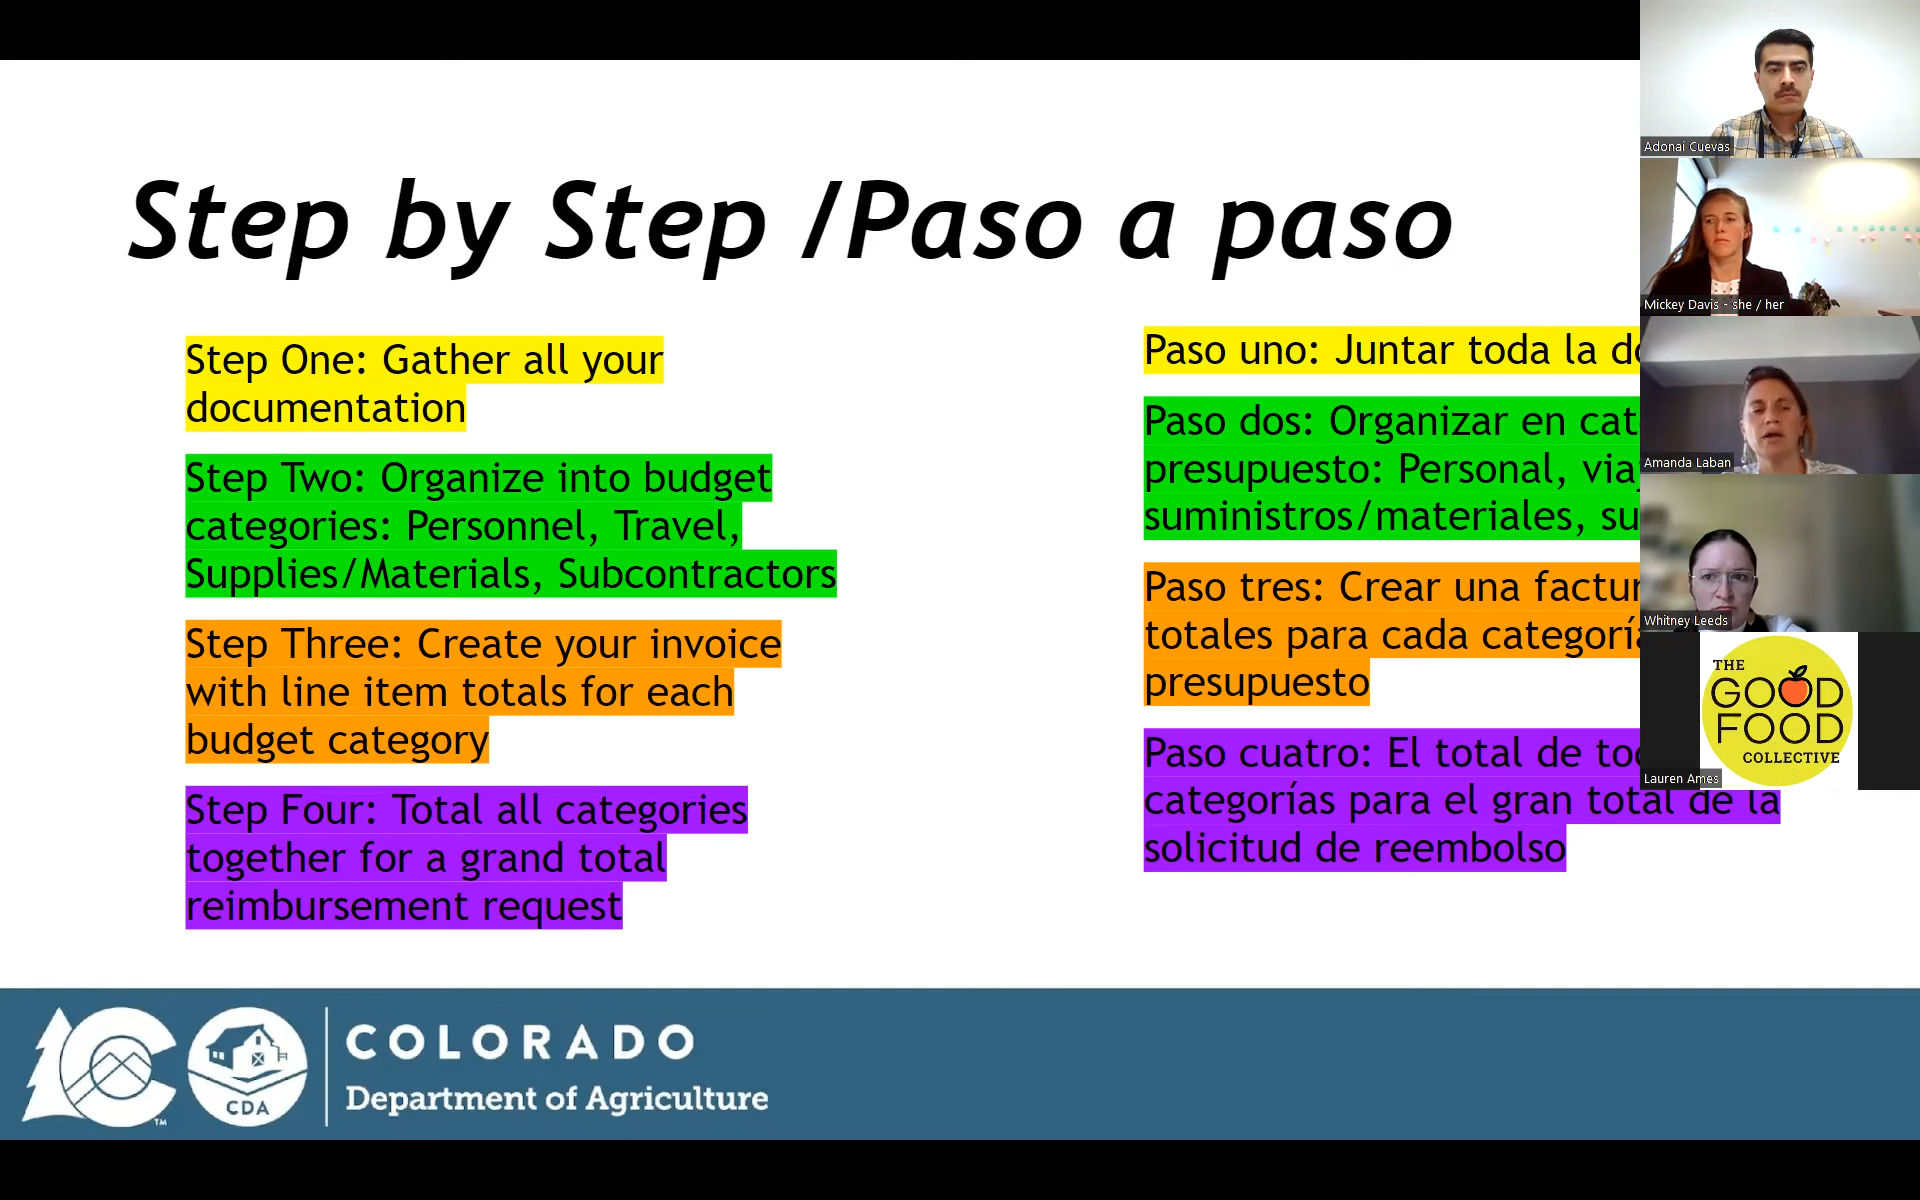 Step by Step /Paso a paso
Step One: Gather all your
documentation
Step Two: Organize into budget
categories: Personnel, Travel,
Supplies/Materials, Subcontractors
Step Three: Create your invoice
with line item totals for each
budget category
Step Four: Total all categories
together for a grand total
reimbursement request
Paso uno: Juntar toda la
Paso dos: Organizar en
presupuesto: Personal,
suministros/materiales,
Paso tres: Crear una
totales para cada
presupuesto
Paso cuatro: El total de
categorías para el gran total de la
solicitud de reembolso
Adonai Cuevas
Mickey Davis - she / her
Amanda Laban
Whitney Leeds
THE
GOOD
FOOD
COLLECTIVE
Lauren Ames
CDA
TM
COLORADO
Department of Agriculture